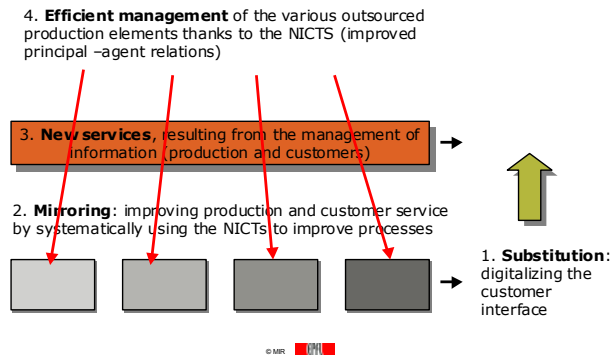 4. Efficient management of the various outsourced
production elements thanks to the NICTS (improved
principal –agent relations)
3. New services, resulting from the management of
information (production and customers)
2. Mirroring: improving production and customer service
by systematically using the NICTs to improve processes
1. Substitution:
digitalizing the
customer
interface
© MIR